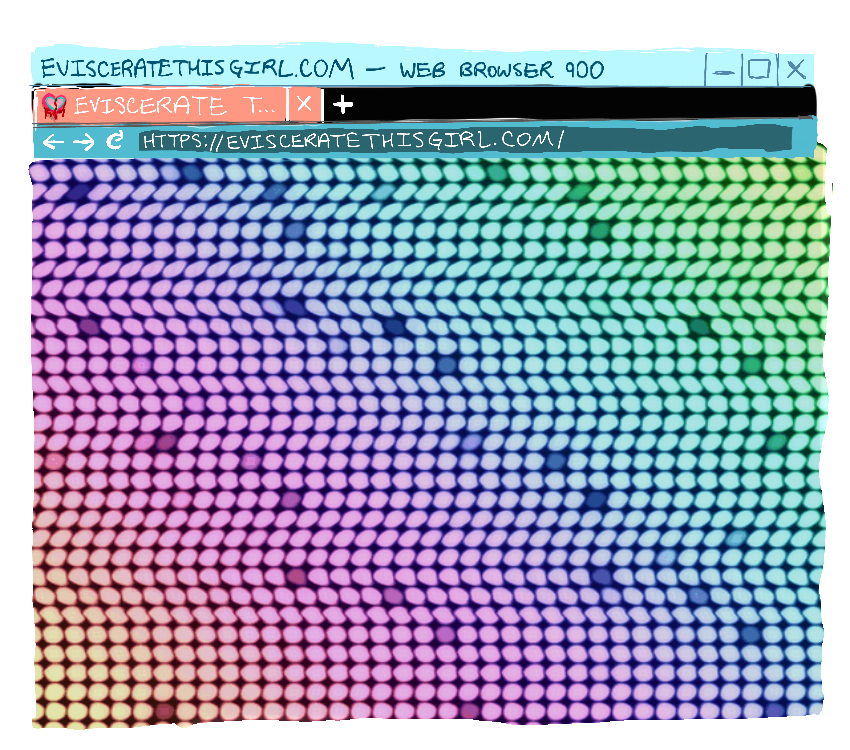 EVISCERATETHISGIRL.COM — WEB BROWSER 900
EVISCERATE T...
HTTPS://EVISCERATETHISGIRL.COM/